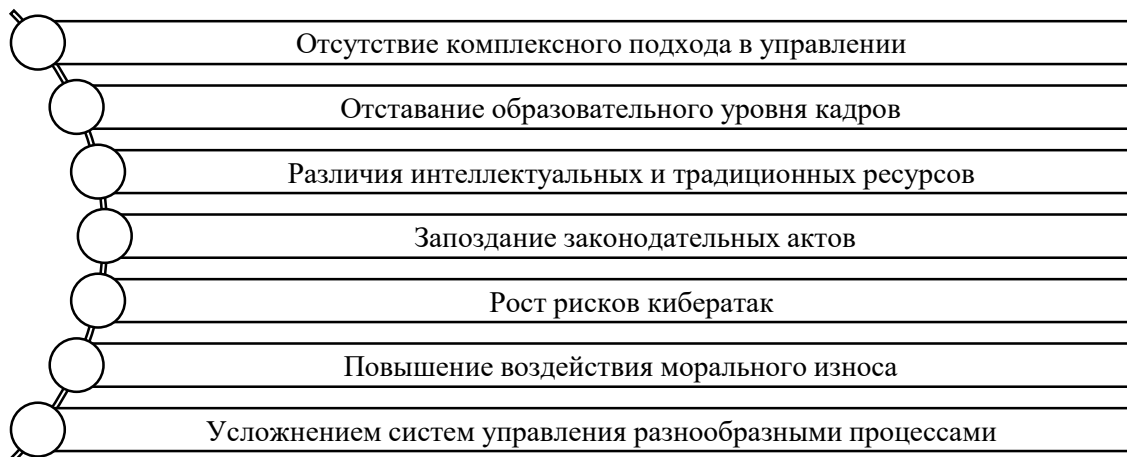 Отсутствие комплексного подхода в управлении
Отставание образовательного уровня кадров
Различия интеллектуальных и традиционных ресурсов
Запоздание законодательных актов
Рост рисков кибератак
Повышение воздействия морального износа
Усложнением систем управления разнообразными процессами